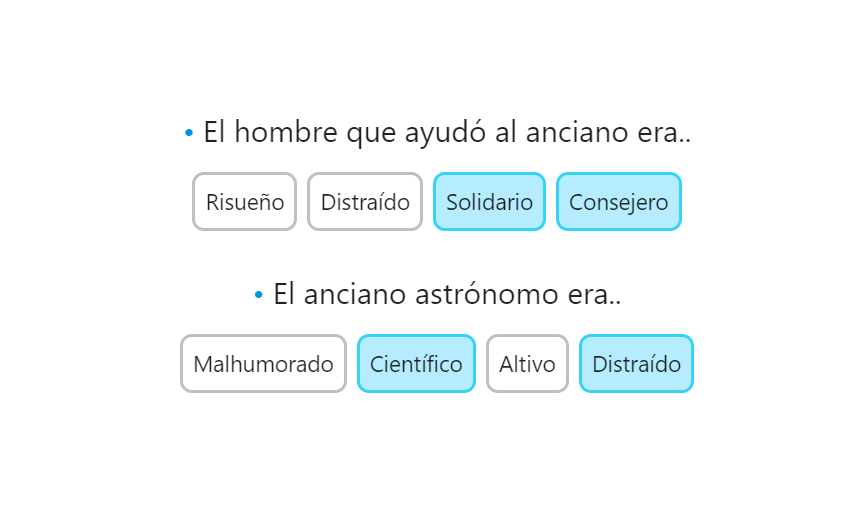 • El hombre que ayudó al anciano era..
Risueño Distraído Solidario Consejero
• El anciano astrónomo era..
Malhumorado Científico Altivo Distraído